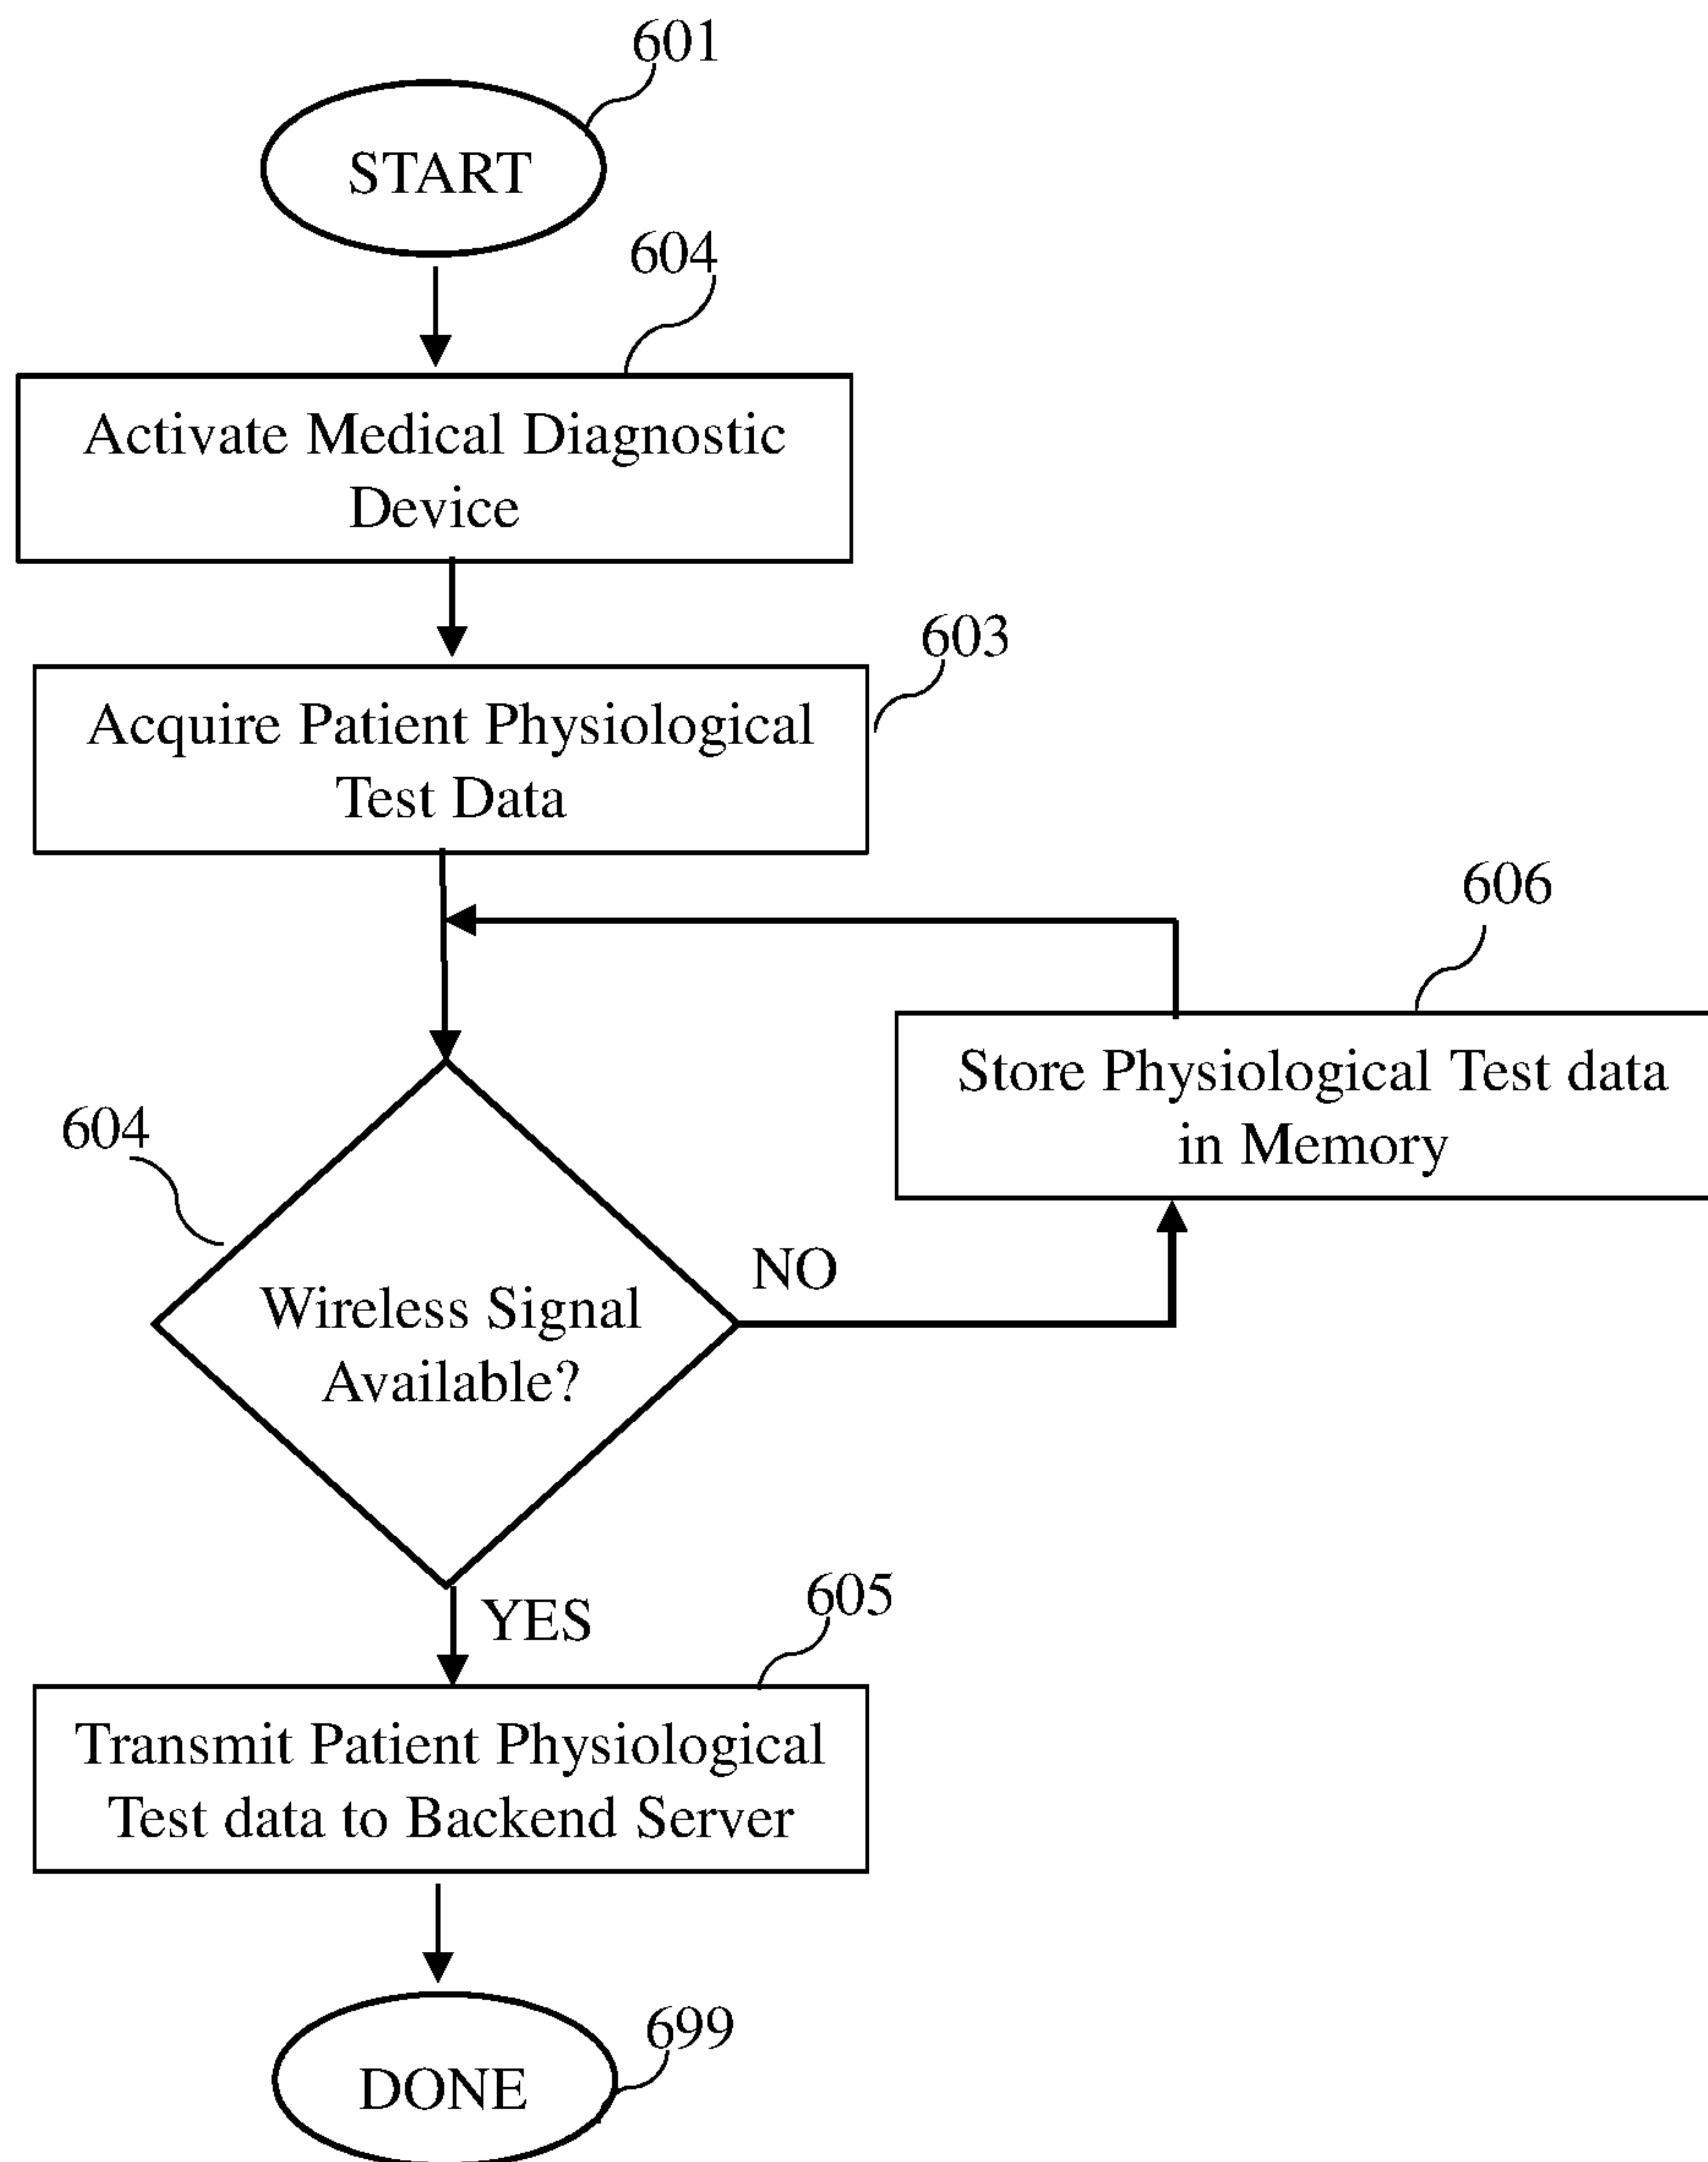 601
START
604
Activate Medical Diagnostic
Device
603
Acquire Patient Physiological
Test Data
606
Store Physiological Test data
in Memory
604
Wireless Signal
Available?
NO
YES
605
Transmit Patient Physiological
Test data to Backend Server
699
DONE